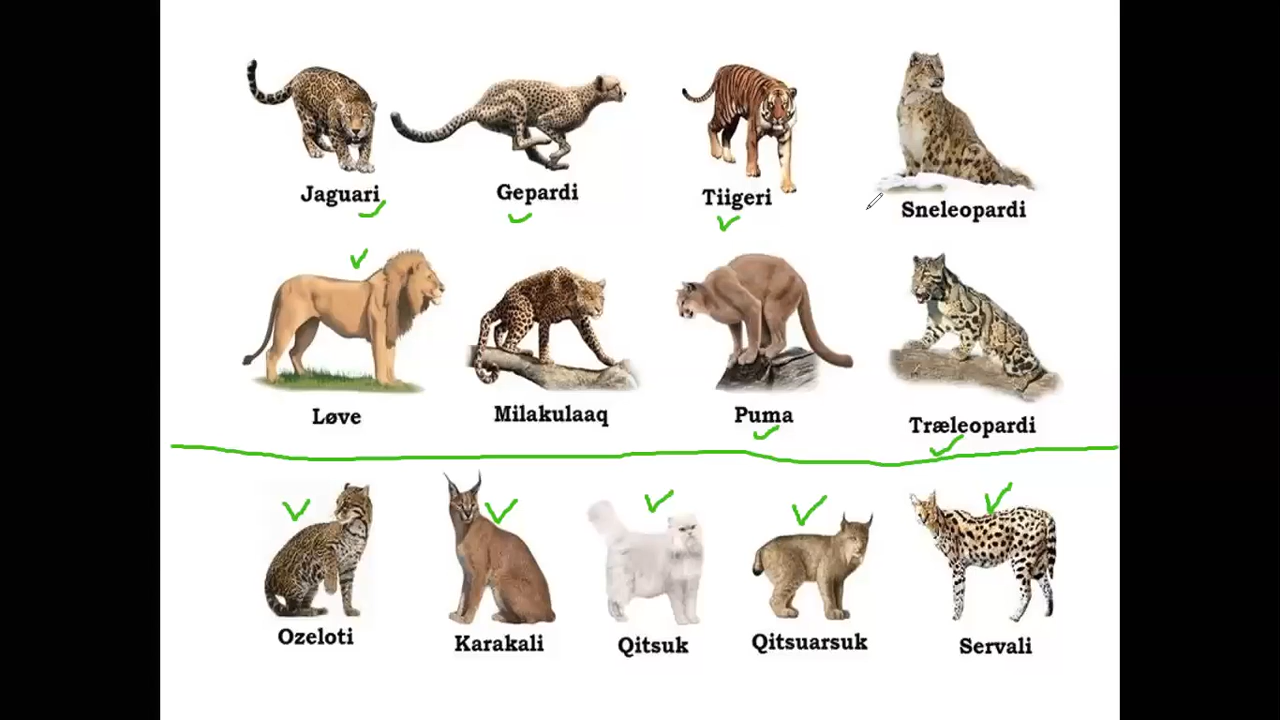 Jaguari
Gepardi
Tiigeri
Sneleopardi
Løve
Milakulaaq
Puma
Træleopardi
Ozeloti
Karakali
Qitsuk
Qitsuarsuk
Servali